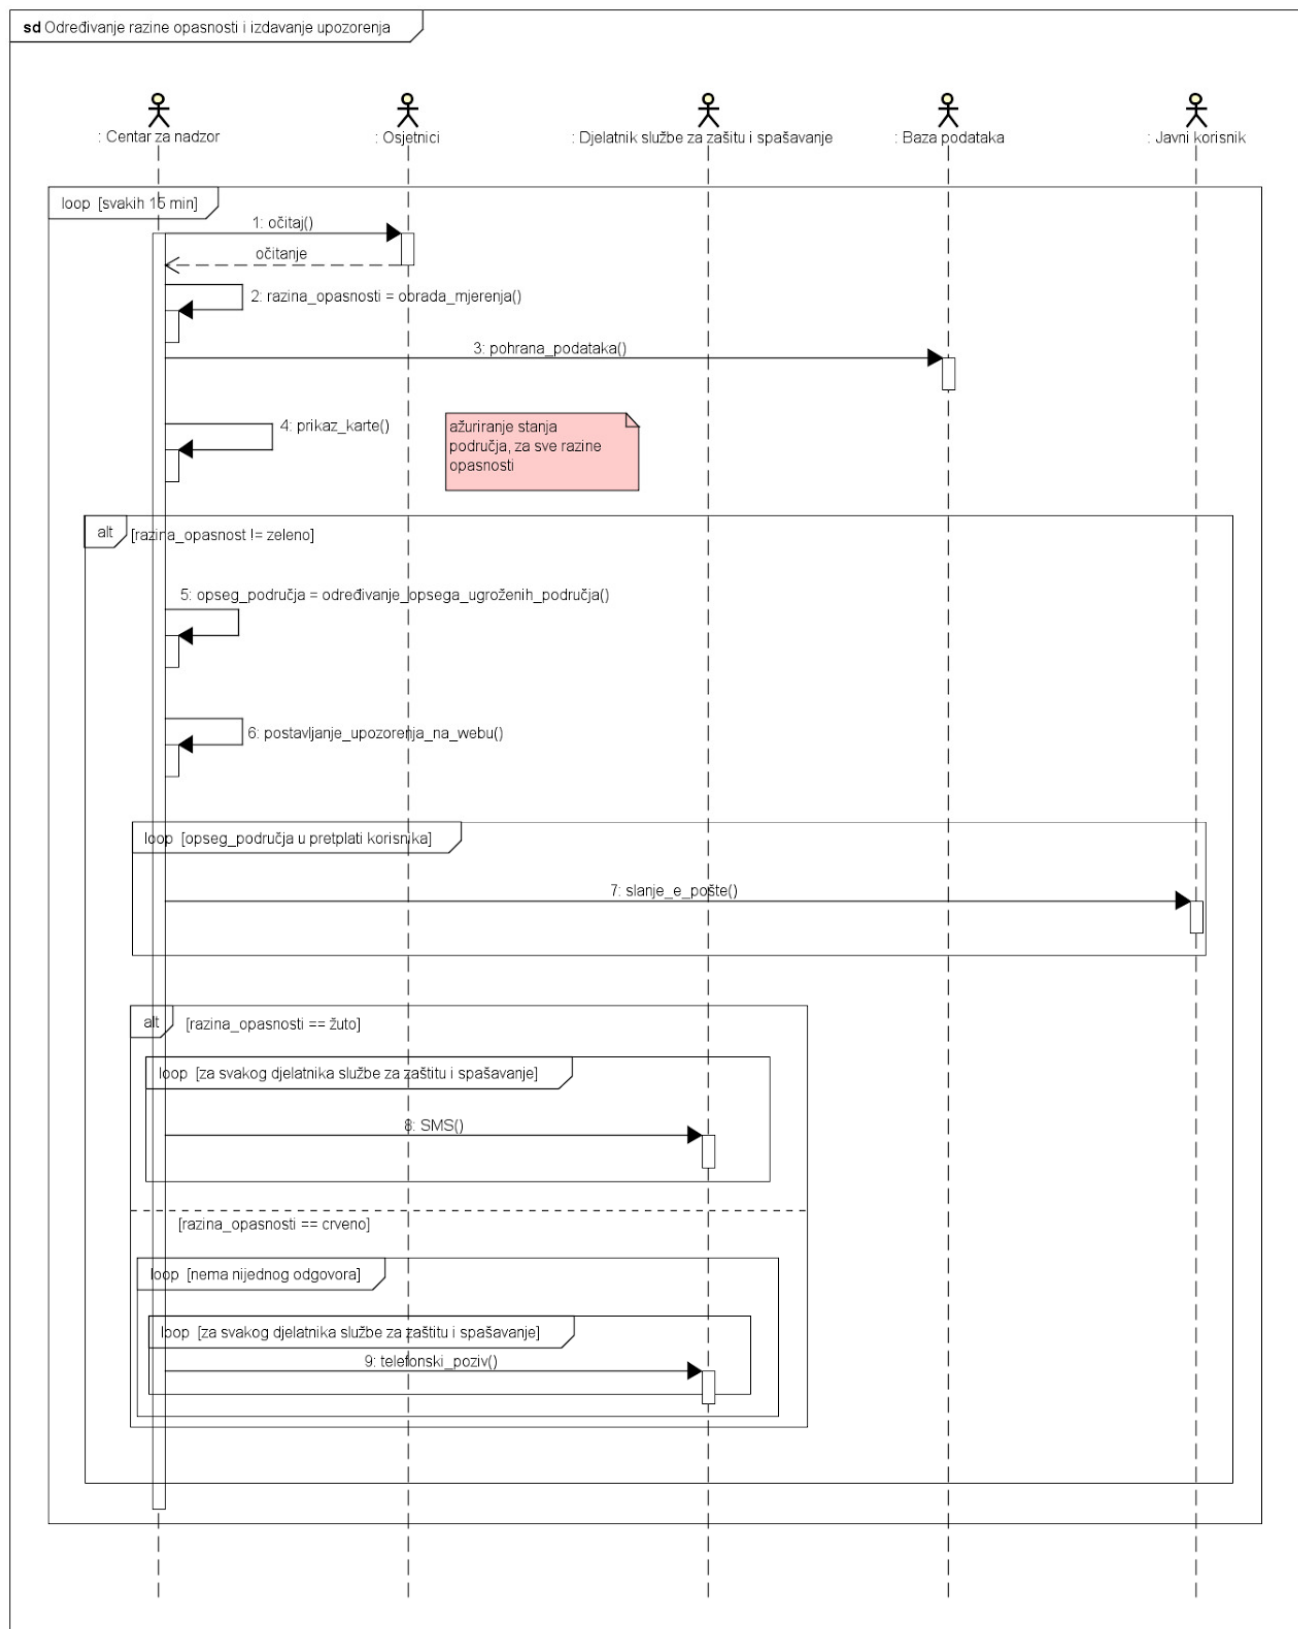 sd Određivanje razine opasnosti i izdavanje upozorenja
: Centar za nadzor
: Osjetnici
: Djelatnik službe za zašitu i spašavanje
: Baza podataka
: Javni korisnik
loop [svakih 15 min]
1: očitaj()
očitanje
2: razina_opasnosti = obrada_mjerenja()
3: pohrana_podataka()
4: prikaz_karte()
ažuriranje stanja
područja, za sve razine
opasnosti
alt [razina_opasnost != zeleno]
5: opseg_područja = određivanje_opsega_ugroženih_područja()
6: postavljanje_upozorenja_na_webu()
loop [opseg_područja u pretplati korisnika]
7: slanje_e_pošte()
alt [razina_opasnosti == žuto]
loop [za svakog djelatnika službe za zaštitu i spašavanje]
8: SMS()
[razina_opasnosti == crveno]
loop [nema nijednog odgovora]
loop [za svakog djelatnika službe za zaštitu i spašavanje]
9: telefonski_poziv()